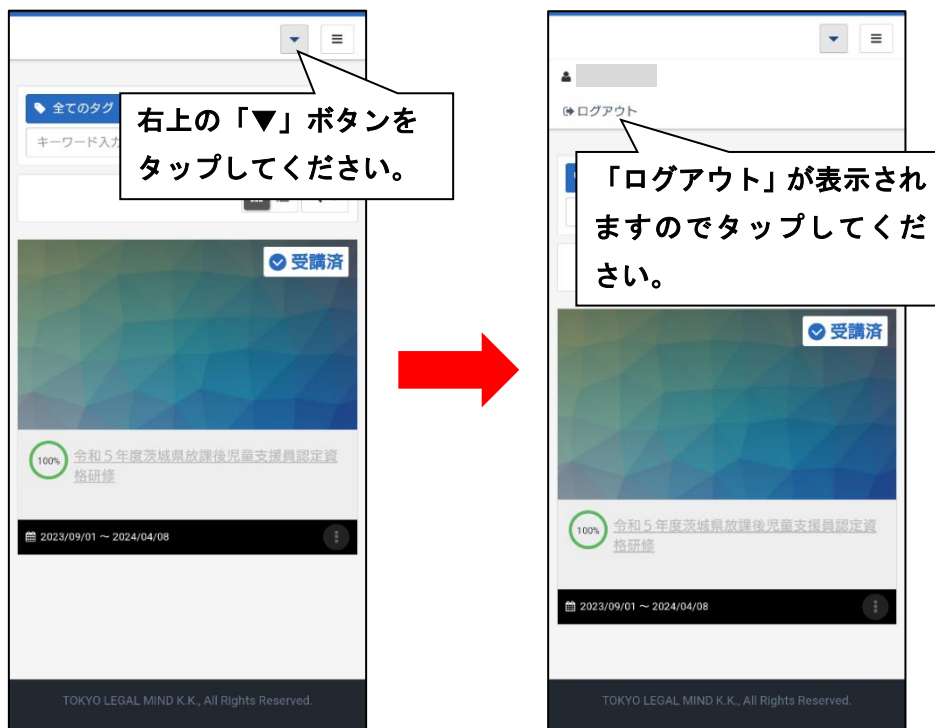 全てのタグ
キーワード入力
右上の「▼」ボタンを
タップしてください。
受講済
100%
令和５年度茨城県放課後児童支援員認定資
格研修
2023/09/01 ～ 2024/04/08
TOKYO LEGAL MIND K.K., All Rights Reserved.
ログアウト
「ログアウト」が表示され
ますのでタップしてくだ
さい。
受講済
100%
令和５年度茨城県放課後児童支援員認定資
格研修
2023/09/01 ～ 2024/04/08
TOKYO LEGAL MIND K.K., All Rights Reserved.